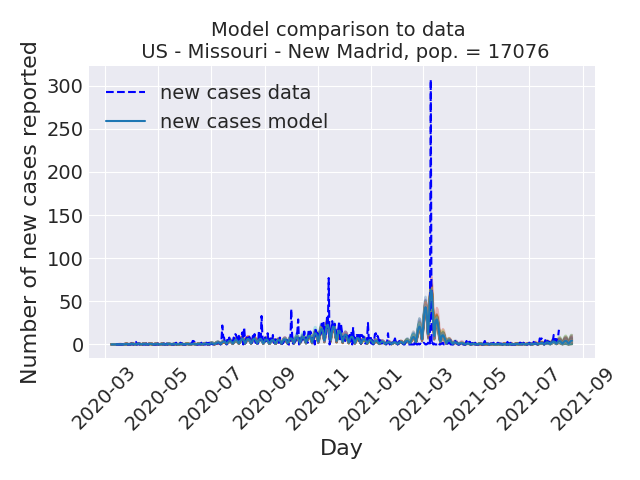 Model comparison to data
US - Missouri - New Madrid, pop. = 17076
Number of new cases reported
300
250
200
150
100
50
0
new cases data
new cases model
2020-03
2020-05
2020-07
2020-09
2020-11
2021-01
2021-03
2021-05
2021-07
2021-09
Day